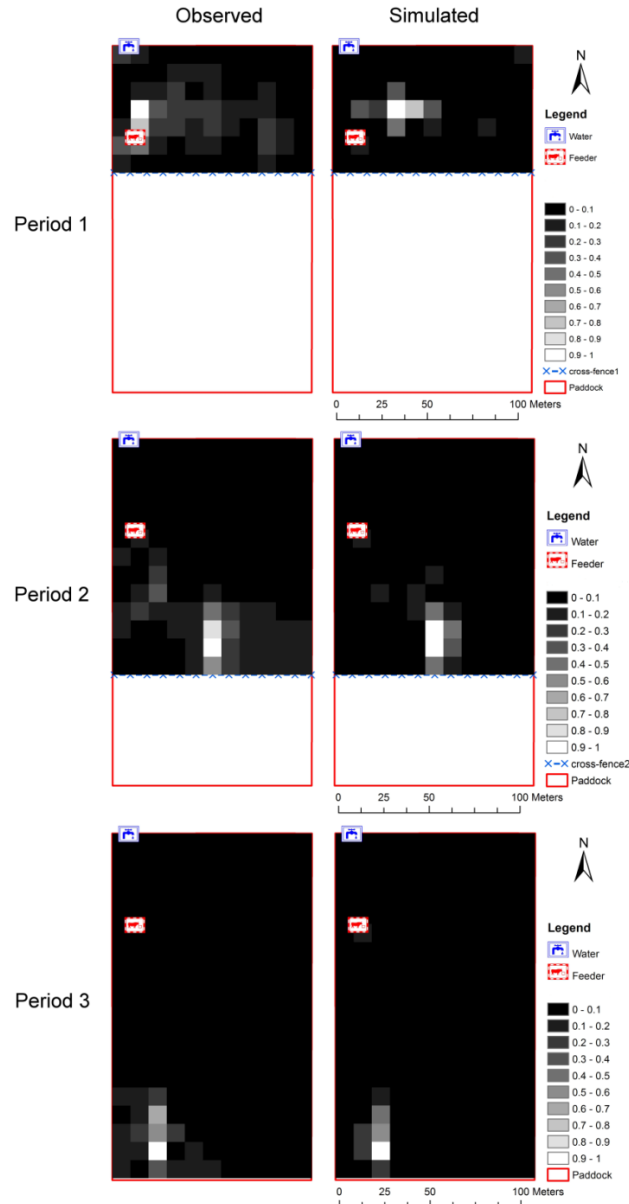 Observed Simulated
Period 1
N
Legend
Water
Feeder
0 - 0.1
0.1 - 0.2
0.2 - 0.3
0.3 - 0.4
0.4 - 0.5
0.5 - 0.6
0.6 - 0.7
0.7 - 0.8
0.8 - 0.9
0.9 - 1
cross-fence1
Paddock
0 25 50 100 Meters
Period 2
N
Legend
Water
Feeder
0 - 0.1
0.1 - 0.2
0.2 - 0.3
0.3 - 0.4
0.4 - 0.5
0.5 - 0.6
0.6 - 0.7
0.7 - 0.8
0.8 - 0.9
0.9 - 1
cross-fence2
Paddock
0 25 50 100 Meters
Period 3
N
Legend
Water
Feeder
0 - 0.1
0.1 - 0.2
0.2 - 0.3
0.3 - 0.4
0.4 - 0.5
0.5 - 0.6
0.6 - 0.7
0.7 - 0.8
0.8 - 0.9
0.9 - 1
Paddock
0 25 50 100 Meters